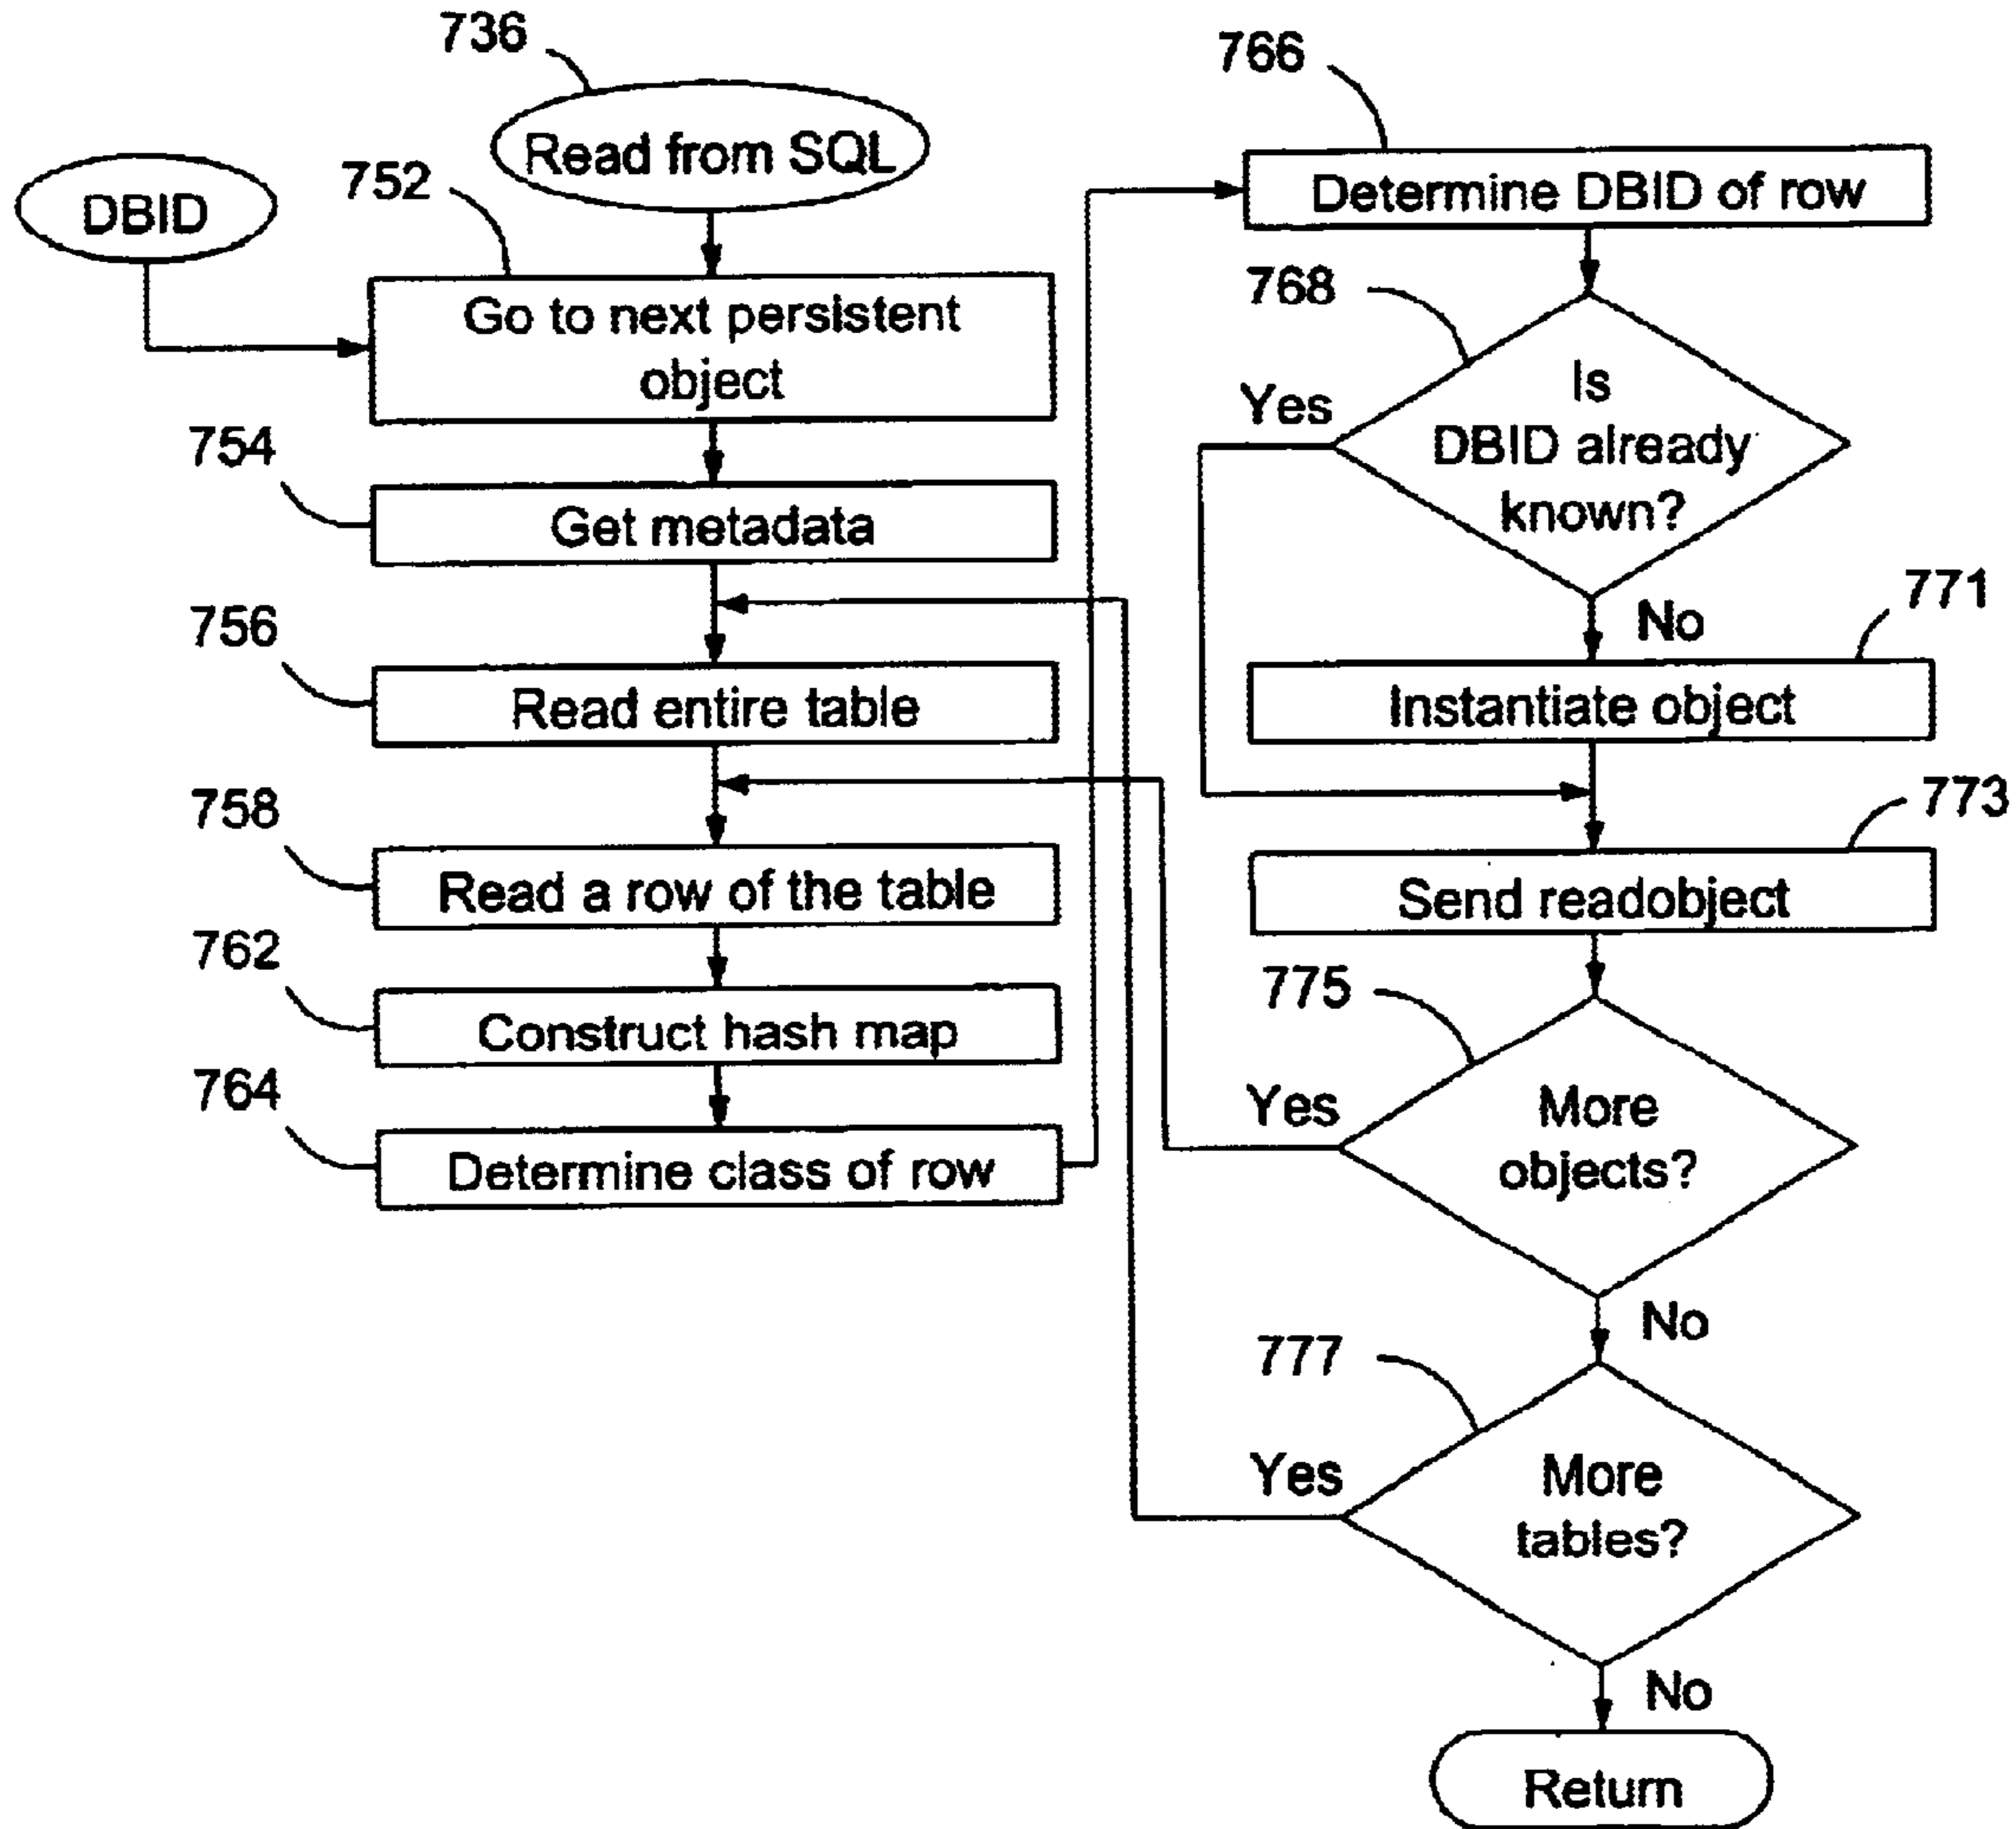 736
Read from SQL
DBID
752
Go to next persistent
object
754
Get metadata
756
Read entire table
758
Read a row of the table
762
Construct hash map
764
Determine class of row
766
Determine DBID of row
768
Is
DBID already
known?
Yes
No
771
Instantiate object
773
Send readobject
775
More
objects?
Yes
No
777
More
tables?
Yes
No
Return